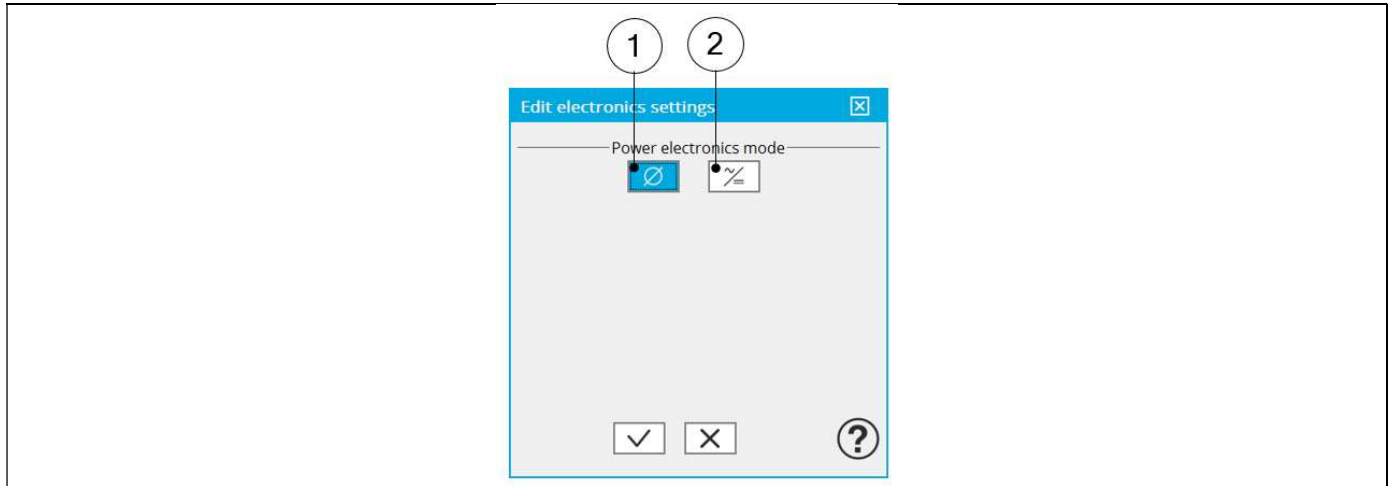 1 2
Edit electronics settings
Power electronics mode
Ø ~/=
?